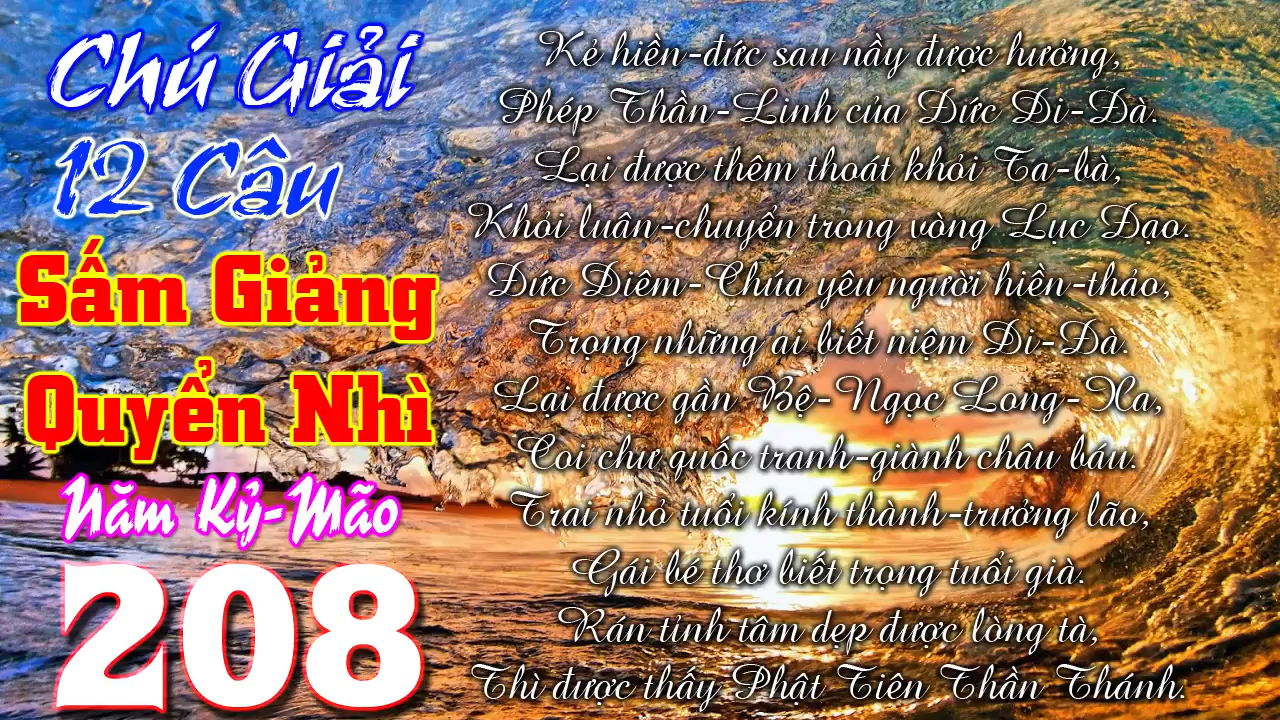 Chú Giải
12 Câu
Sấm Giảng
Quyển Nhì
Năm Kỷ-Mão
208
Kẻ hiền-đức sau nầy được hưởng,
Phép Thần-Linh của Đức Di-Đà.
Lại được thêm thoát khỏi Ta-bà,
Khỏi luân-chuyển trong vòng Lục Đạo.
Đức Diêm-Chúa yêu người hiền-thảo,
Trọng những ai biết niệm Di-Đà.
Lại được gần Bệ-Ngọc Long-Xa,
Coi chư quốc tranh-giành châu báu.
Trai nhỏ tuổi kính thành-trưởng lão,
Gái bé thơ biết trọng tuổi già.
Rán tỉnh tâm dẹp được lòng tà,
Thì được thấy Phật Tiên Thần Thánh.